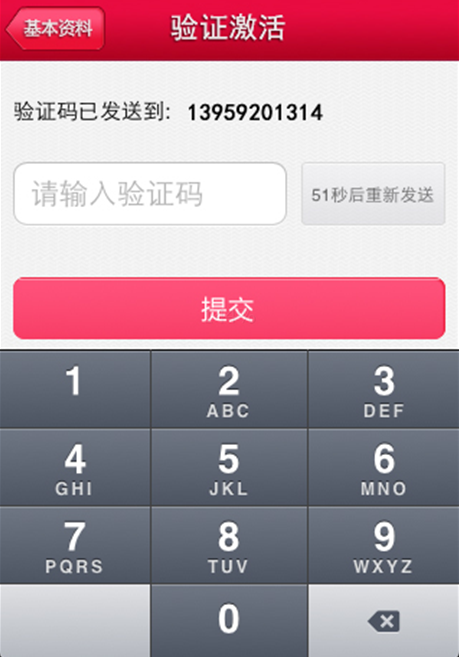 基本资料
验证激活
验证码已发送到: 13959201314
请输入验证码
51秒后重新发送
提交
1
2
3
ABC
DEF
4
5
6
GHI
JKL
MNO
7
8
9
PQRS
TUV
WXYZ
0